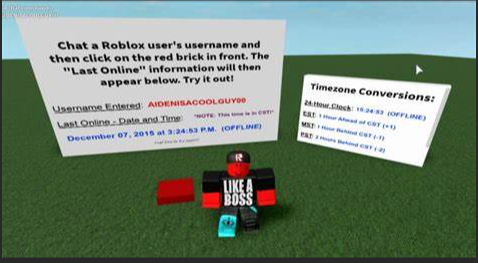 Chat a Roblox user's username and
then click on the red brick in front. The
"Last Online" information will then
appear below. Try it out!
Username Entered: AIDENISACOOLGUY00
Last Online - Date and Time: *NOTE: This time is in CST!*
December 07, 2015 at 3:24:53 P.M. (OFFLINE)
Timezone Conversions:
24-Hour Clock: 15:24:53 (OFFLINE)
EST: 1 Hour Ahead of CST (+1)
MST: 1 Hour Behind CST (-1)
PST: 2 Hours Behind CST (-2)
R
LIKE A
BOSS